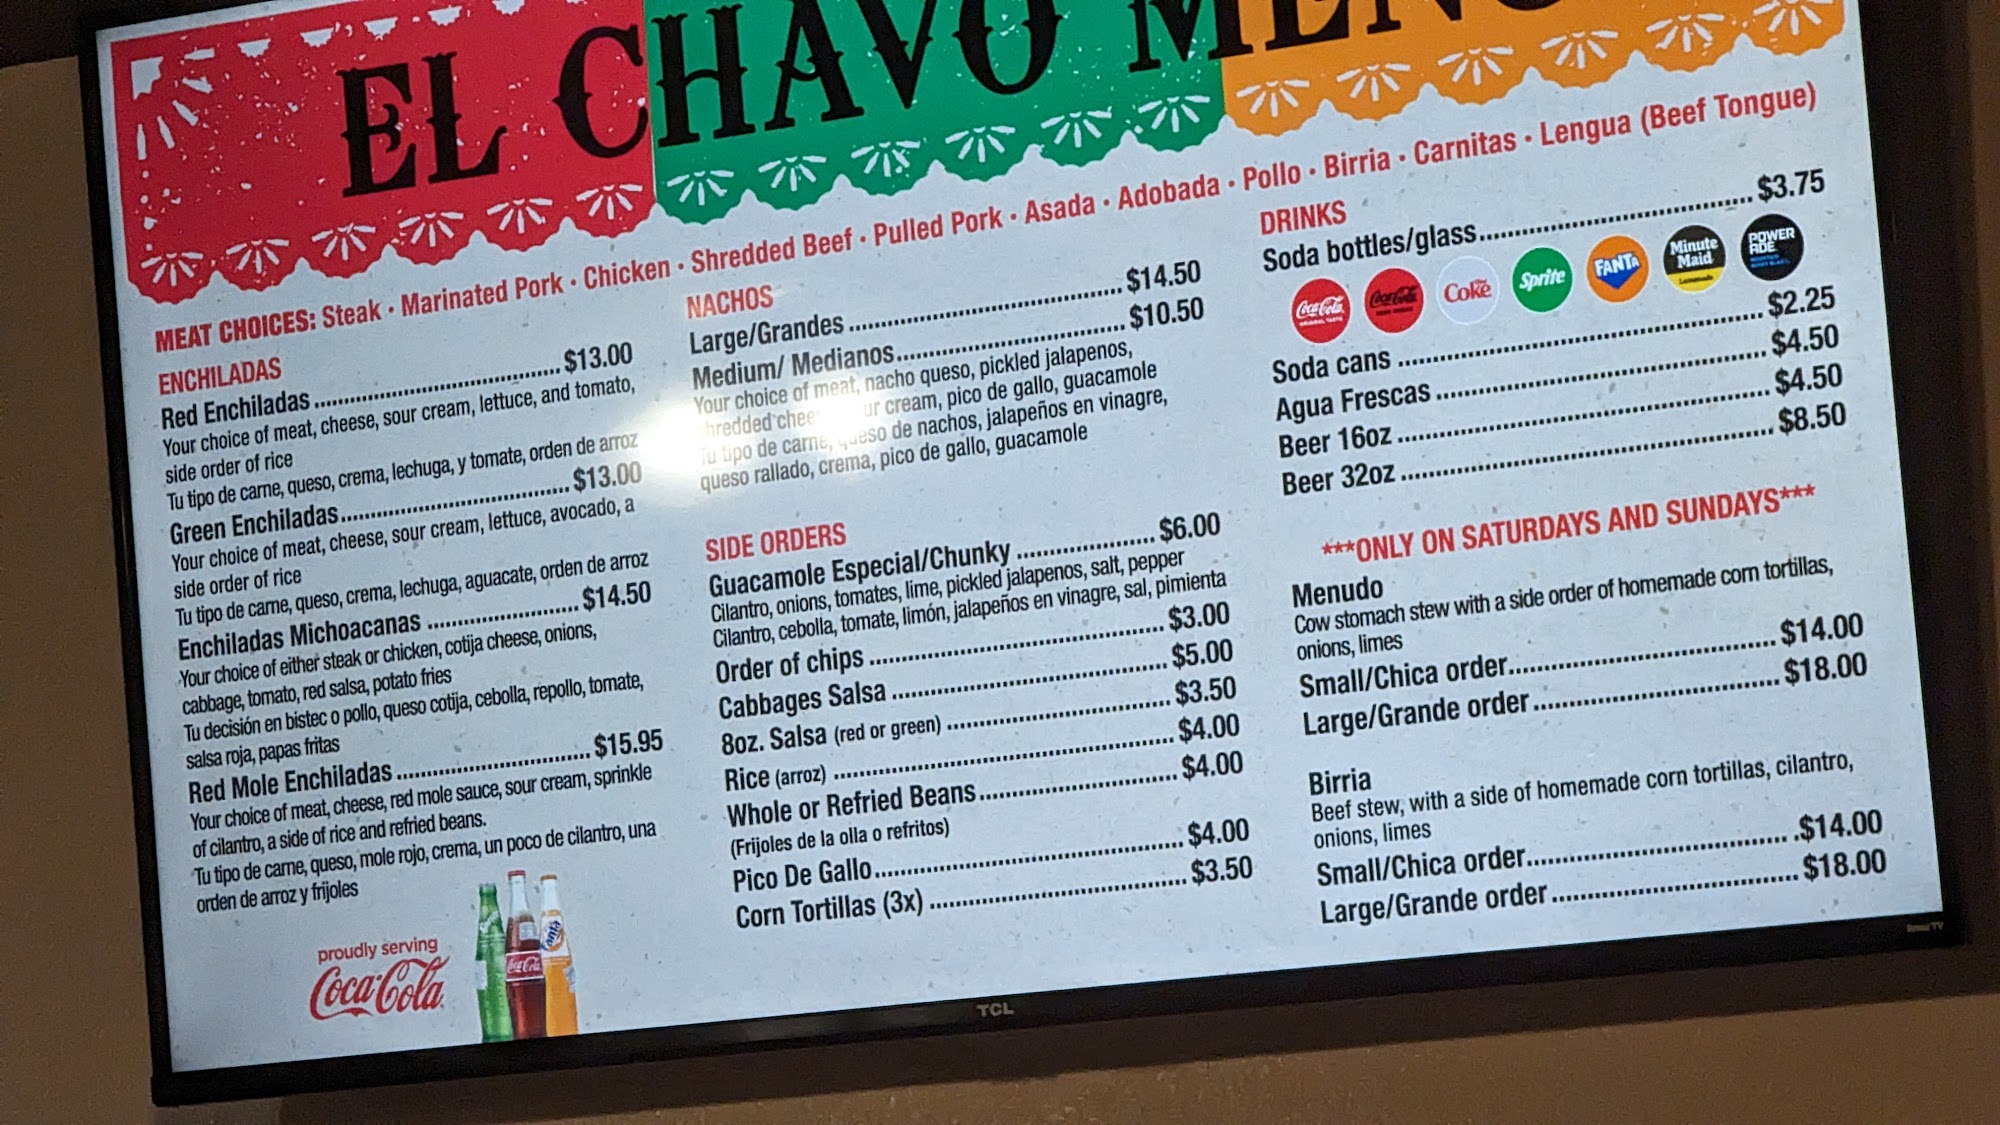 EL CHAVO MENU
MEAT CHOICES: Steak • Marinated Pork • Chicken • Shredded Beef • Pulled Pork • Asada • Adobada • Pollo • Birria • Carnitas • Lengua (Beef Tongue)
ENCHILADAS
Red Enchiladas ........ $13.00
Your choice of meat, cheese, sour cream, lettuce, and tomato,
side order of rice
Tu tipo de carne, queso, crema, lechuga, y tomate, orden de arroz
Green Enchiladas ........ $13.00
Your choice of meat, cheese, sour cream, lettuce, avocado, a
side order of rice
Tu tipo de carne, queso, crema, lechuga, aguacate, orden de arroz
Enchiladas Michoacanas ........ $14.50
Your choice of either steak or chicken, cotija cheese, onions,
cabbage, tomato, red salsa, potato fries
Tu decisión en bistec o pollo, queso cotija, cebolla, repollo, tomate,
salsa roja, papas fritas
Red Mole Enchiladas ........ $15.95
Your choice of meat, cheese, red mole sauce, sour cream, sprinkle
of cilantro, a side of rice and refried beans.
Tu tipo de carne, queso, mole rojo, crema, un poco de cilantro, una
orden de arroz y frijoles
proudly serving
Coca-Cola
Coca-Cola
Fanta
NACHOS
Large/Grandes ........ $14.50
Medium/ Medianos ........ $10.50
Your choice of meat, nacho queso, pickled jalapenos,
cream, pico de gallo, guacamole
Tu tipo de carne, queso de nachos, jalapeños en vinagre,
queso rallado, crema, pico de gallo, guacamole
SIDE ORDERS
Guacamole Especial/Chunky ........ $6.00
Cilantro, onions, tomates, lime, pickled jalapenos, salt, pepper
Cilantro, cebolla, tomate, limón, jalapeños en vinagre, sal, pimienta
Order of chips ........ $3.00
Cabbages Salsa ........ $5.00
8oz. Salsa (red or green) ........ $3.50
Rice (arroz) ........ $4.00
Whole or Refried Beans ........ $4.00
(Frijoles de la olla o refritos)
Pico De Gallo ........ $4.00
Corn Tortillas (3x) ........ $3.50
DRINKS
Soda bottles/glass ........ $3.75
Coca-Cola ORIGINAL TASTE Coca-Cola Coke Sprite FANTA Minute Maid Lemonade POWERADE
Soda cans ........ $2.25
Agua Frescas ........ $4.50
Beer 16oz ........ $4.50
Beer 32oz ........ $8.50
***ONLY ON SATURDAYS AND SUNDAYS***
Menudo
Cow stomach stew with a side order of homemade corn tortillas,
onions, limes
Small/Chica order ........ $14.00
Large/Grande order ........ $18.00
Birria
Beef stew, with a side of homemade corn tortillas, cilantro,
onions, limes
Small/Chica order ........ $14.00
Large/Grande order ........ $18.00
TCL